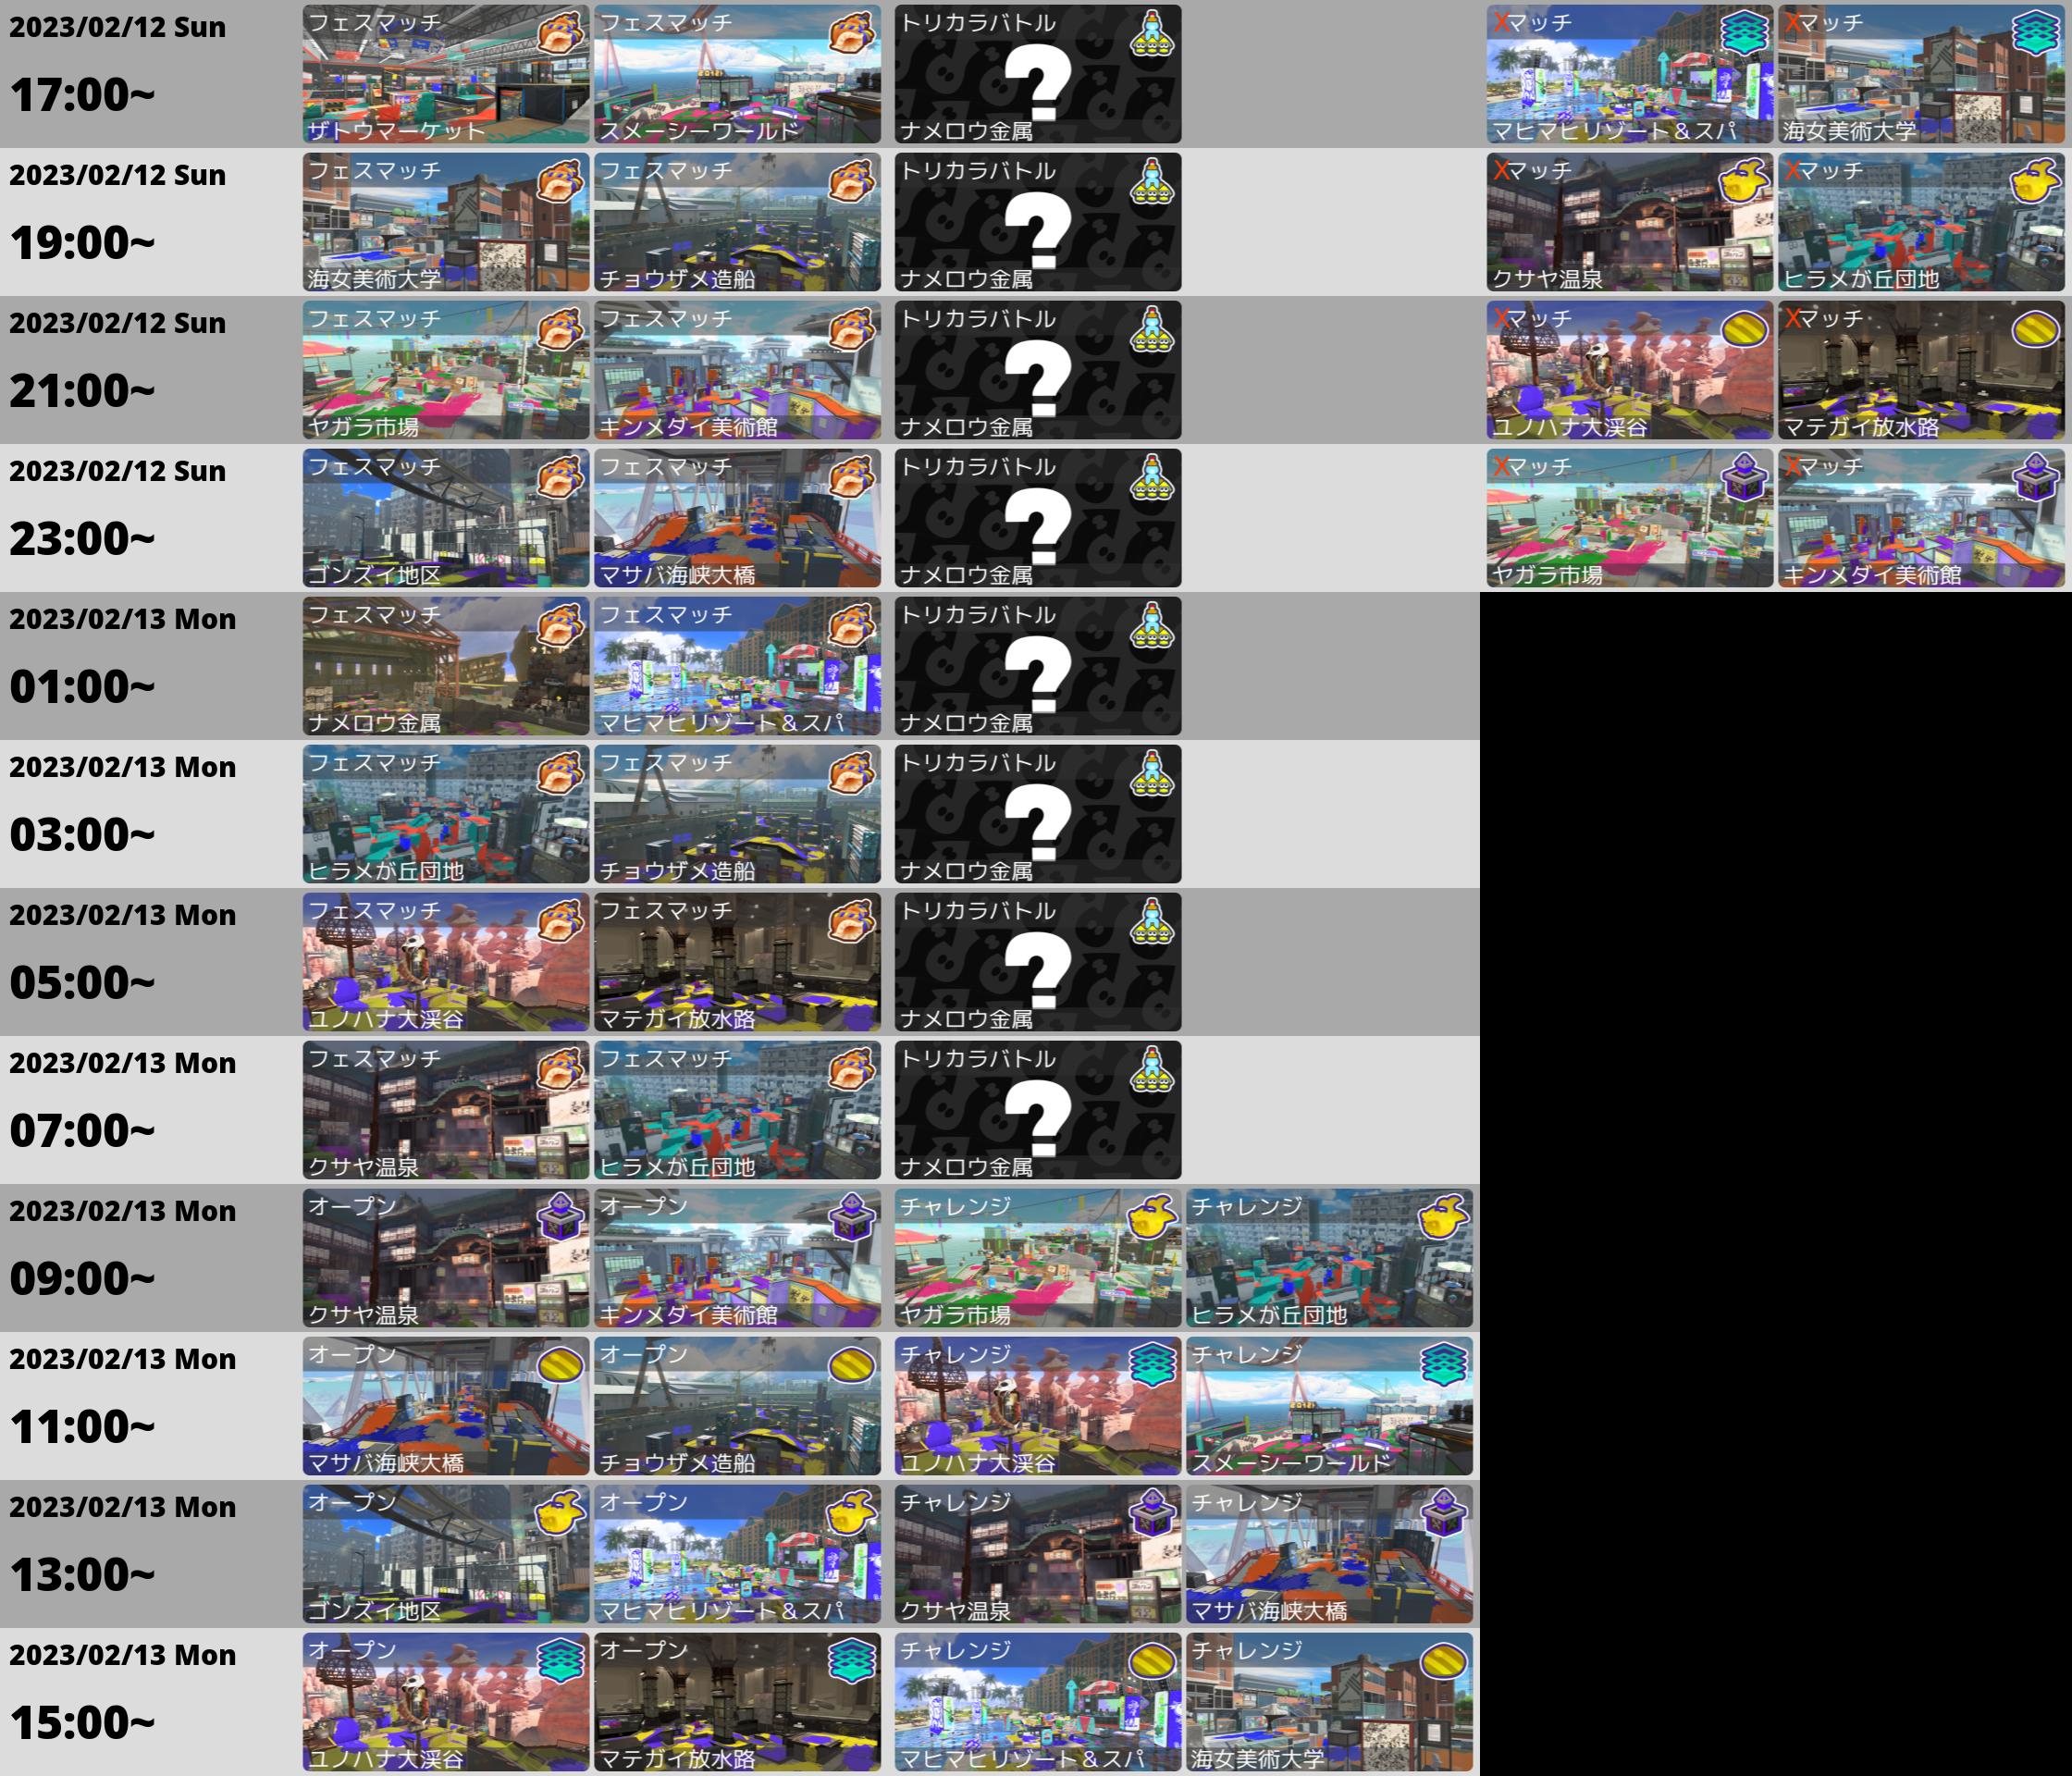 2023/02/12 Sun
17:00~
フェスマッチ
ザトウマーケット
フェスマッチ
スメーシーワールド
トリカラバトル
?
ナメロウ金属
Xマッチ
マヒマヒリゾート＆スパ
Xマッチ
海女美術大学
2023/02/12 Sun
19:00~
フェスマッチ
海女美術大学
フェスマッチ
チョウザメ造船
トリカラバトル
?
ナメロウ金属
Xマッチ
クサヤ温泉
Xマッチ
ヒラメが丘団地
2023/02/12 Sun
21:00~
フェスマッチ
ヤガラ市場
フェスマッチ
キンメダイ美術館
トリカラバトル
?
ナメロウ金属
Xマッチ
ユノハナ大渓谷
Xマッチ
マテガイ放水路
2023/02/12 Sun
23:00~
フェスマッチ
ゴンズイ地区
フェスマッチ
マサバ海峡大橋
トリカラバトル
?
ナメロウ金属
Xマッチ
ヤガラ市場
Xマッチ
キンメダイ美術館
2023/02/13 Mon
01:00~
フェスマッチ
ナメロウ金属
フェスマッチ
マヒマヒリゾート＆スパ
トリカラバトル
?
ナメロウ金属
2023/02/13 Mon
03:00~
フェスマッチ
ヒラメが丘団地
フェスマッチ
チョウザメ造船
トリカラバトル
?
ナメロウ金属
2023/02/13 Mon
05:00~
フェスマッチ
ユノハナ大渓谷
フェスマッチ
マテガイ放水路
トリカラバトル
?
ナメロウ金属
2023/02/13 Mon
07:00~
フェスマッチ
クサヤ温泉
フェスマッチ
ヒラメが丘団地
トリカラバトル
?
ナメロウ金属
2023/02/13 Mon
09:00~
オープン
クサヤ温泉
オープン
キンメダイ美術館
チャレンジ
ヤガラ市場
チャレンジ
ヒラメが丘団地
2023/02/13 Mon
11:00~
オープン
マサバ海峡大橋
オープン
チョウザメ造船
チャレンジ
ユノハナ大渓谷
チャレンジ
スメーシーワールド
2023/02/13 Mon
13:00~
オープン
ゴンズイ地区
オープン
マヒマヒリゾート＆スパ
チャレンジ
クサヤ温泉
チャレンジ
マサバ海峡大橋
2023/02/13 Mon
15:00~
オープン
ユノハナ大渓谷
オープン
マテガイ放水路
チャレンジ
マヒマヒリゾート＆スパ
チャレンジ
海女美術大学